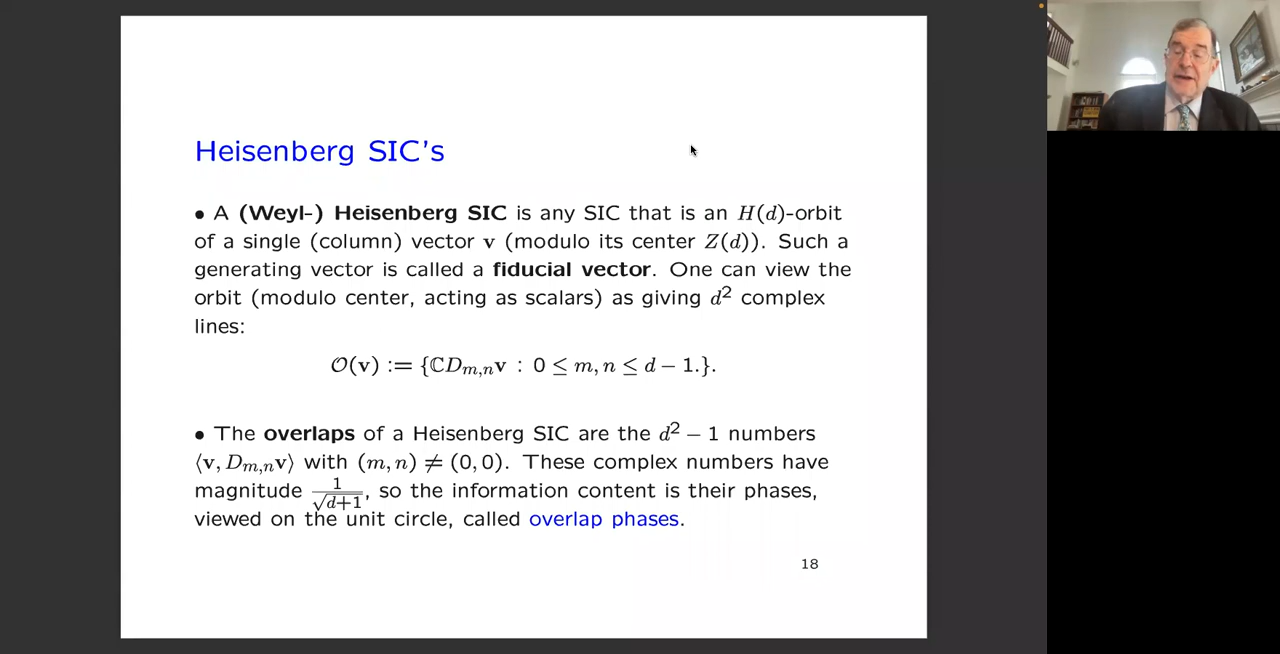 Heisenberg SIC's
• A (Weyl-) Heisenberg SIC is any SIC that is an H(d)-orbit
of a single (column) vector v (modulo its center Z(d)). Such a
generating vector is called a fiducial vector. One can view the
orbit (modulo center, acting as scalars) as giving d² complex
lines:
𝒪(v) := {ℂD_{m,n}v : 0 ≤ m, n ≤ d − 1.}.
• The overlaps of a Heisenberg SIC are the d² − 1 numbers
⟨v, D_{m,n}v⟩ with (m, n) ≠ (0, 0). These complex numbers have
magnitude 1/√(d+1), so the information content is their phases,
viewed on the unit circle, called overlap phases.
18